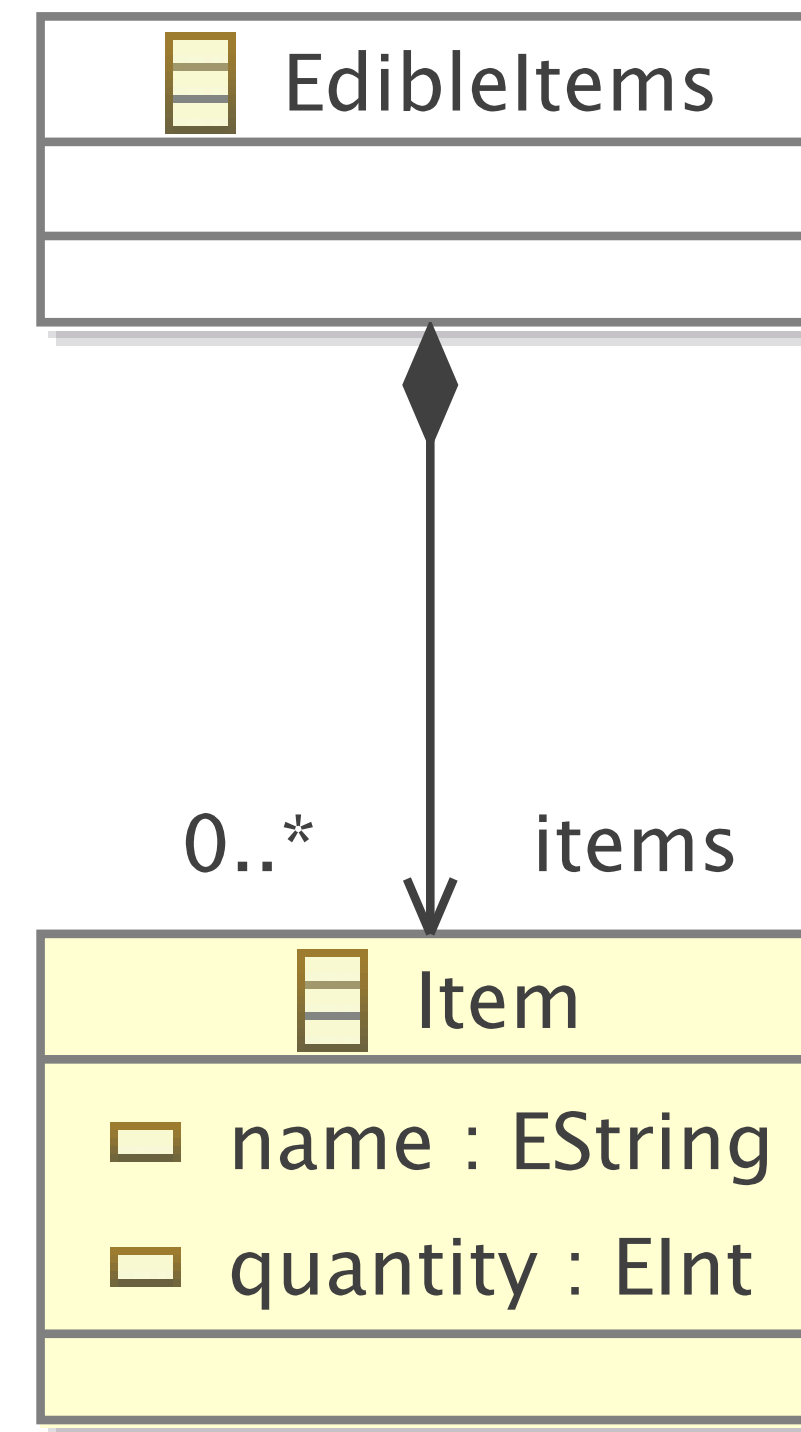 EdibleItems
0..* items
Item
name : EString
quantity : EInt